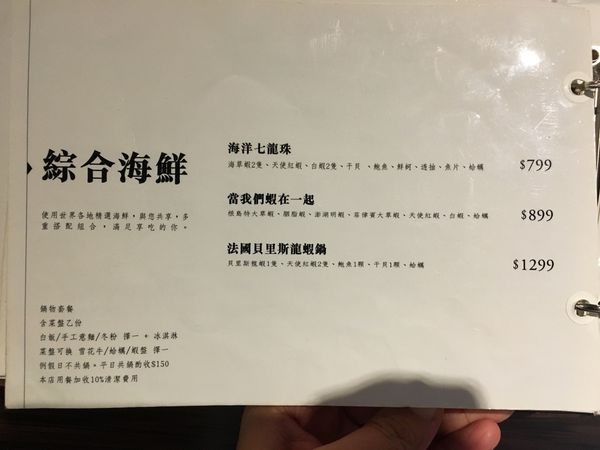 綜合海鮮
使用世界各地精選海鮮，與您共享，多
重搭配組合，滿足享吃的你。
海洋七龍珠
海草蝦2隻、天使紅蝦、白蝦2隻、干貝、鮑魚、鮮蚵、透抽、魚片、蛤蠣
$799
當我們蝦在一起
根島特大草蝦、胭脂蝦、澎湖明蝦、菲律賓大草蝦、天使紅蝦、白蝦、蛤蠣
$899
法國貝里斯龍蝦鍋
貝里斯龍蝦1隻、天使紅蝦2隻、鮑魚1顆、干貝1顆、蛤蠣
$1299
鍋物套餐
含菜盤乙份
白飯/手工意麵/冬粉 擇一 + 冰淇淋
菜盤可換 雪花牛/蛤蠣/蝦盤 擇一
例假日不共鍋。平日共鍋酌收$150
本店用餐加收10%清潔費用